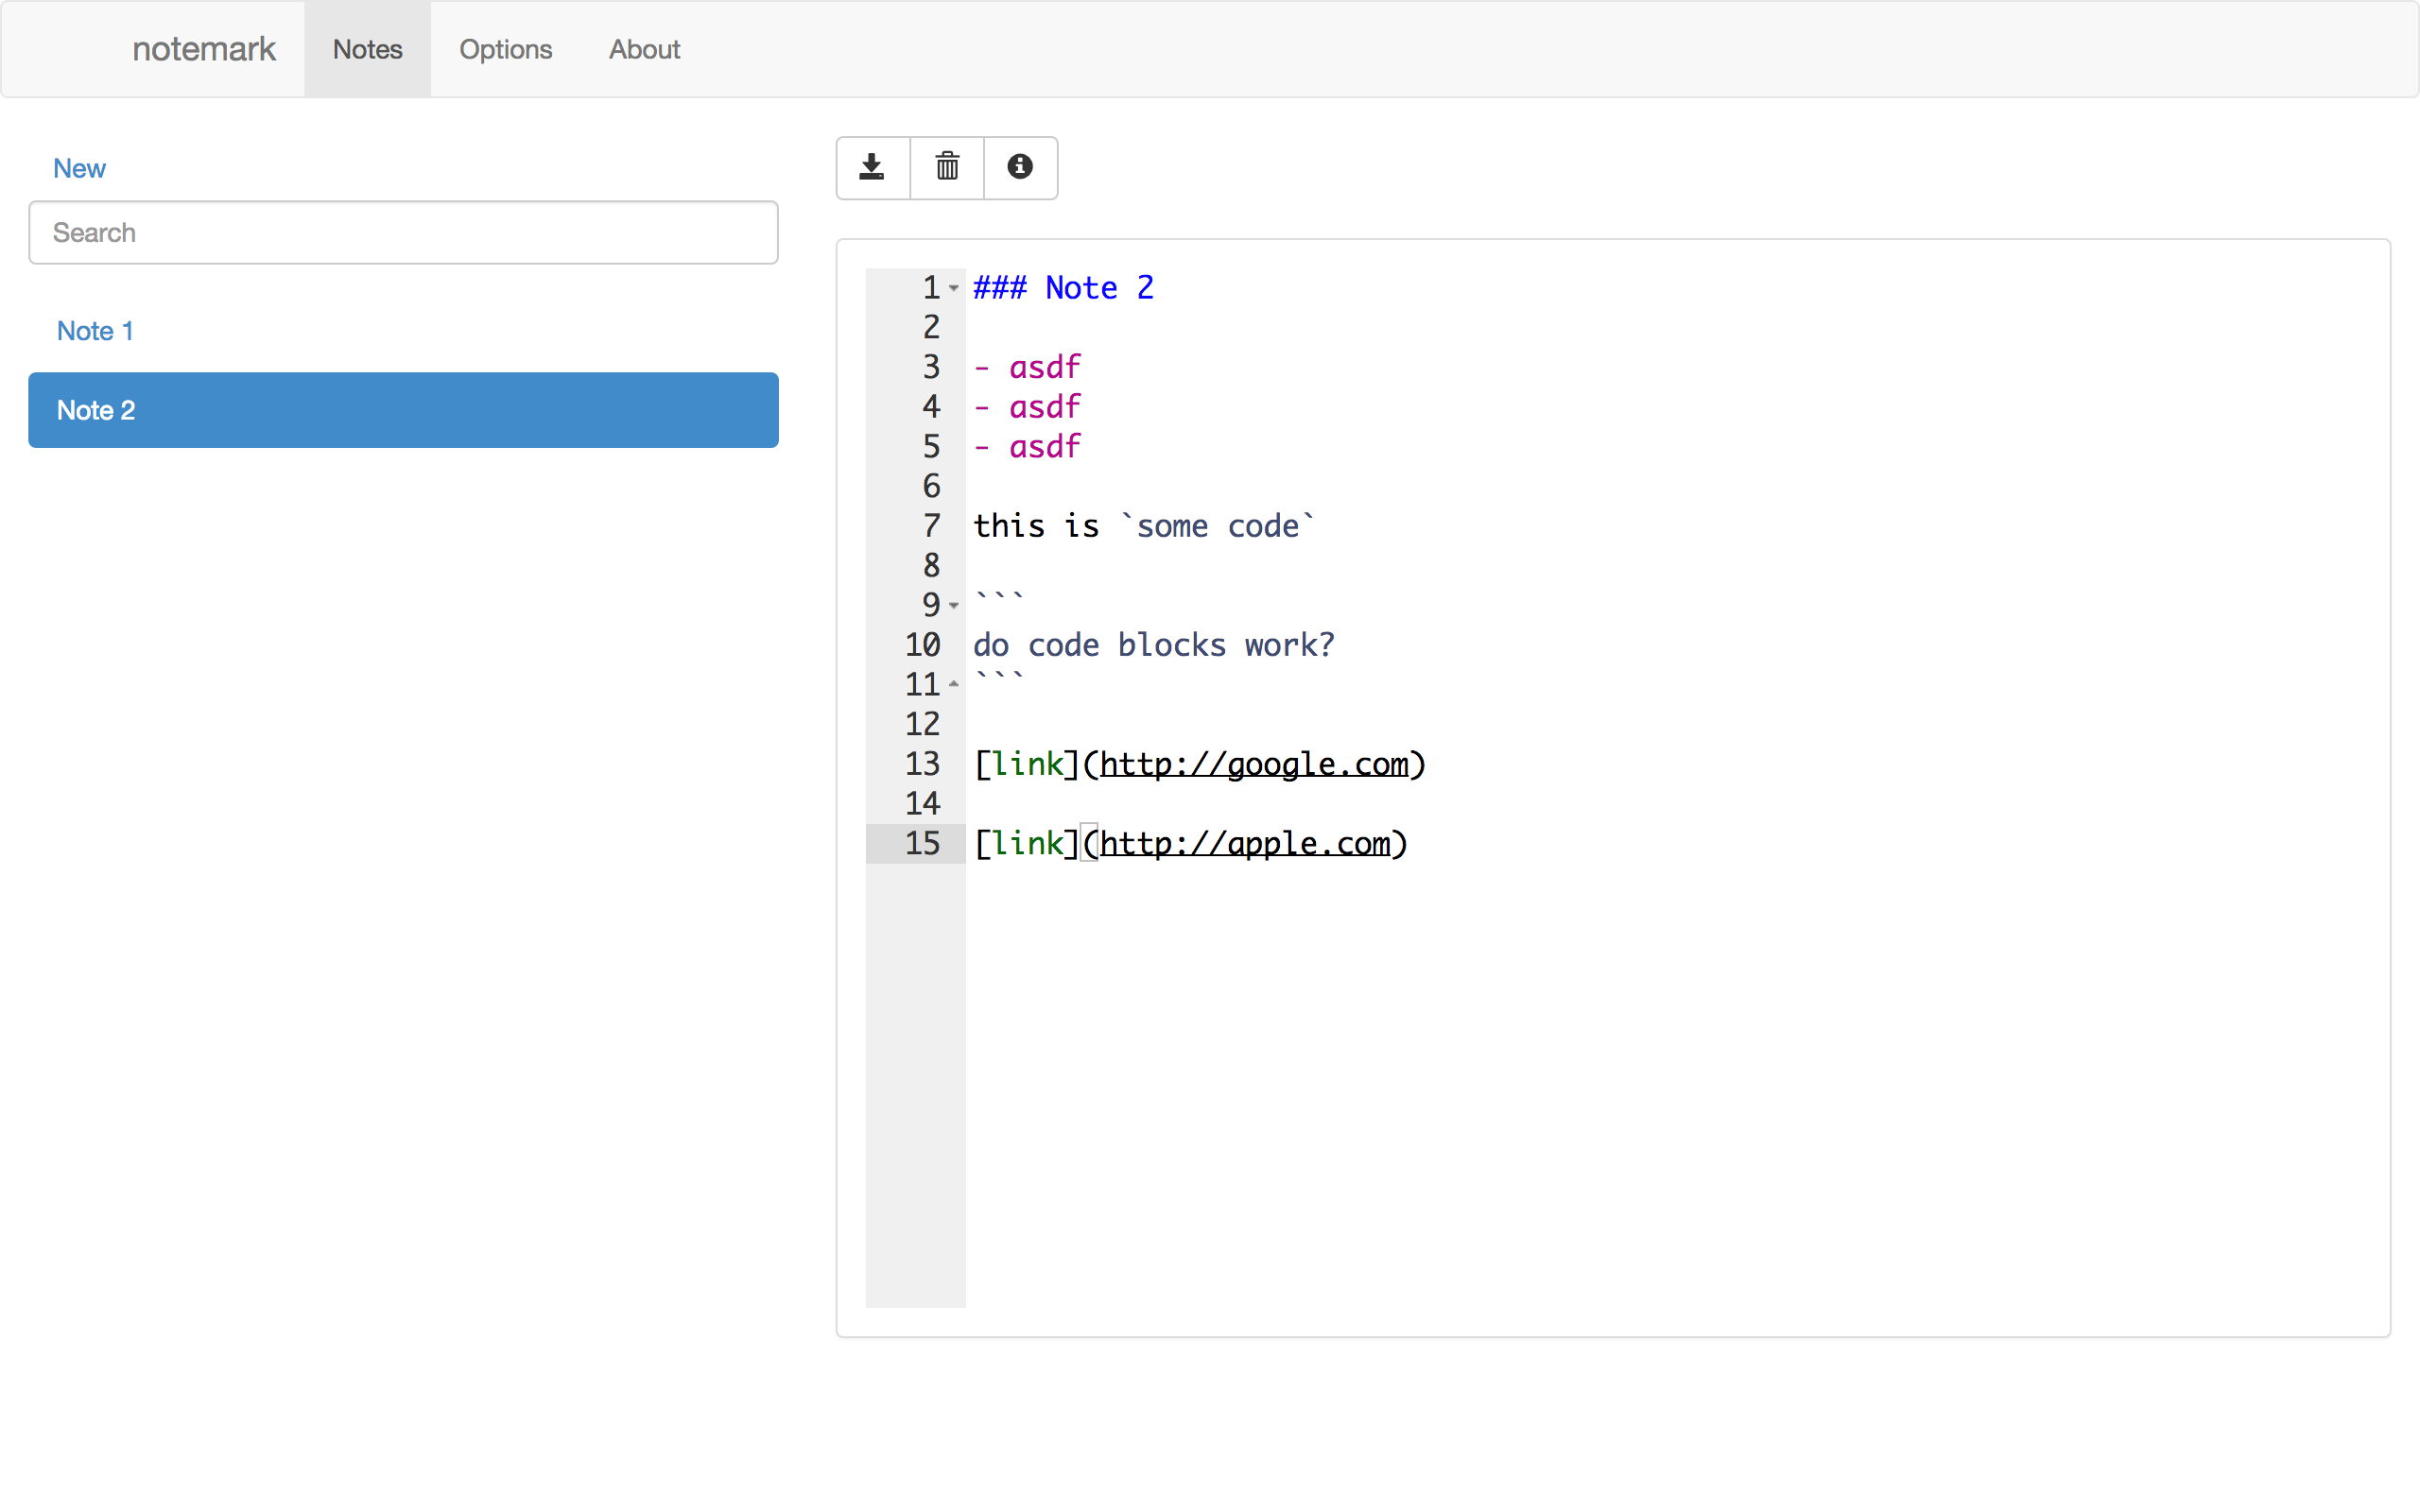 notemark Notes Options About
New
Search
Note 1
Note 2
1 ### Note 2
2
3 - asdf
4 - asdf
5 - asdf
6
7 this is `some code`
8
9 ```
10 do code blocks work?
11 ```
12
13 [link](http://google.com)
14
15 [link](http://apple.com)